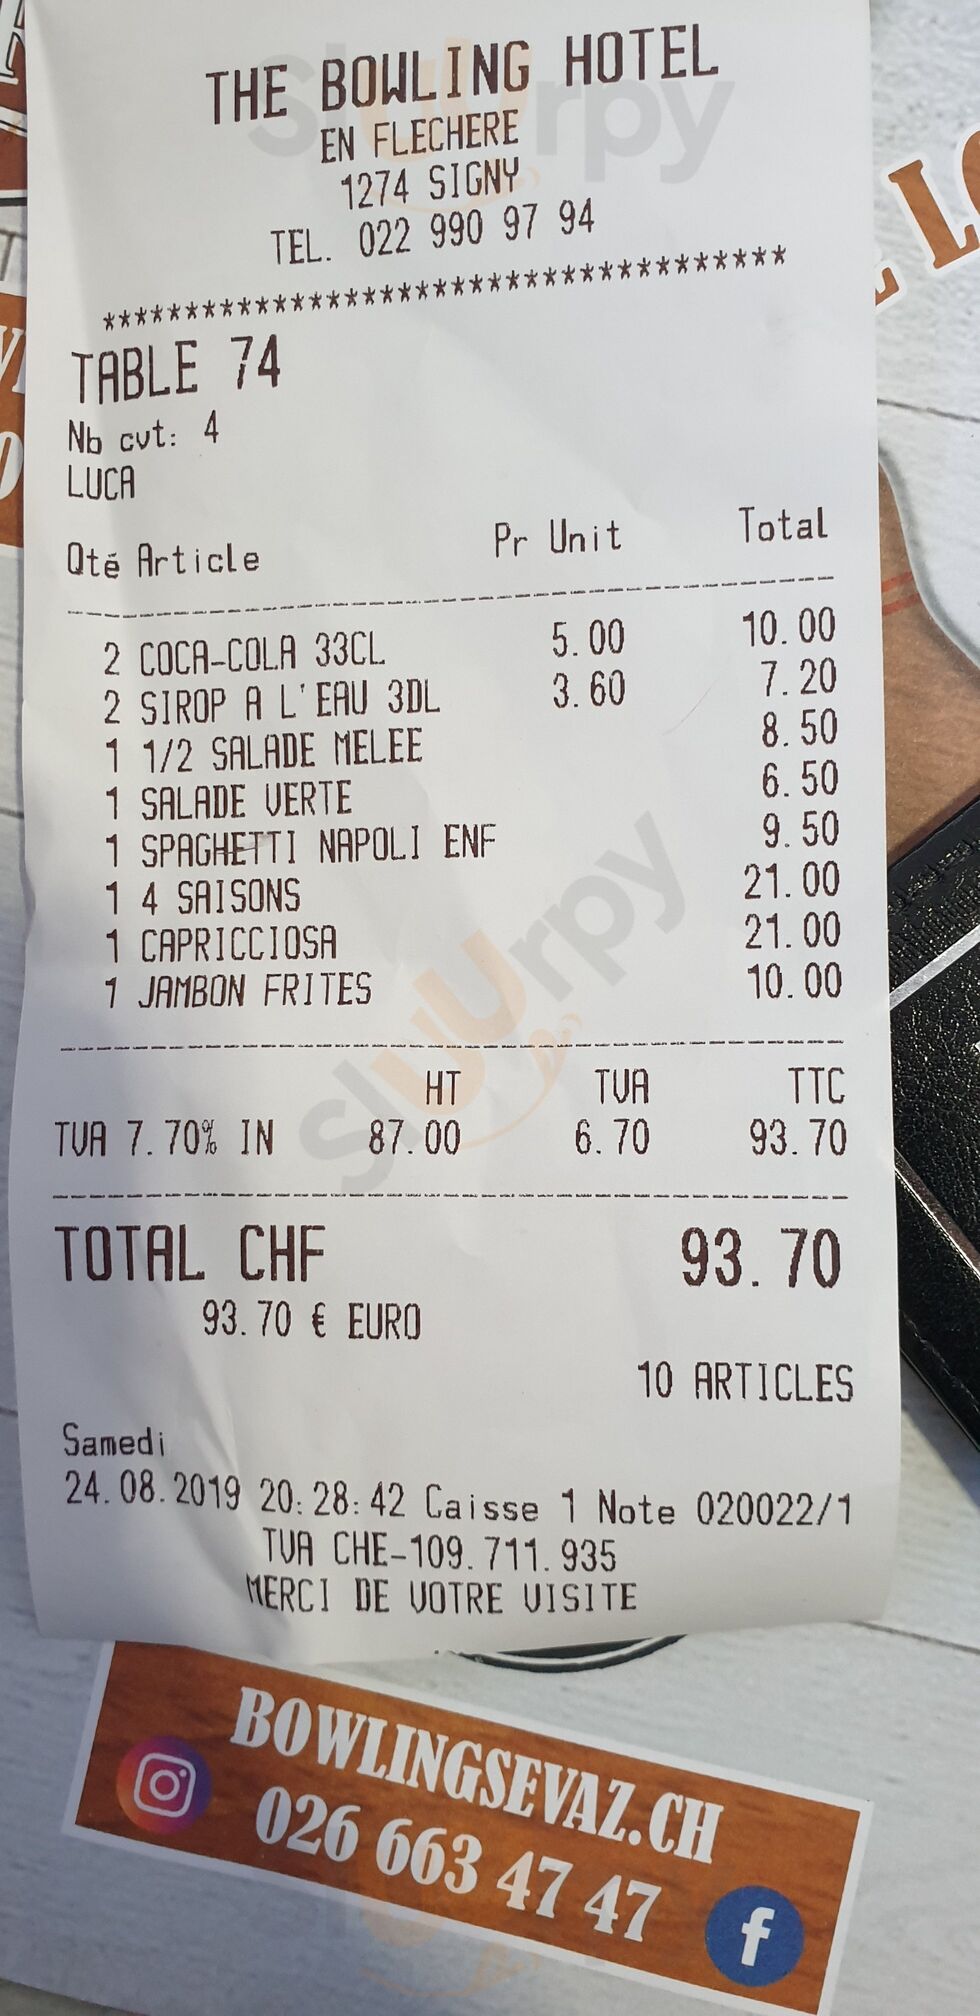 THE BOWLING HOTEL
EN FLECHERE
1274 SIGNY
TEL. 022 990 97 94
***************************************
TABLE 74
Nb cvt: 4
LUCA
Qté Article Pr Unit Total
2 COCA-COLA 33CL 5.00 10.00
2 SIROP A L'EAU 3DL 3.60 7.20
1 1/2 SALADE MELEE 8.50
1 SALADE VERTE 6.50
1 SPAGHETTI NAPOLI ENF 9.50
1 4 SAISONS 21.00
1 CAPRICCIOSA 21.00
1 JAMBON FRITES 10.00
HT TVA TTC
TVA 7.70% IN 87.00 6.70 93.70
TOTAL CHF 93.70
93.70 € EURO
10 ARTICLES
Samedi
24.08.2019 20:28:42 Caisse 1 Note 020022/1
TVA CHE-109.711.935
MERCI DE VOTRE VISITE
BOWLINGSEVAZ.CH
026 663 47 47
Sluurpy
Sluurpy